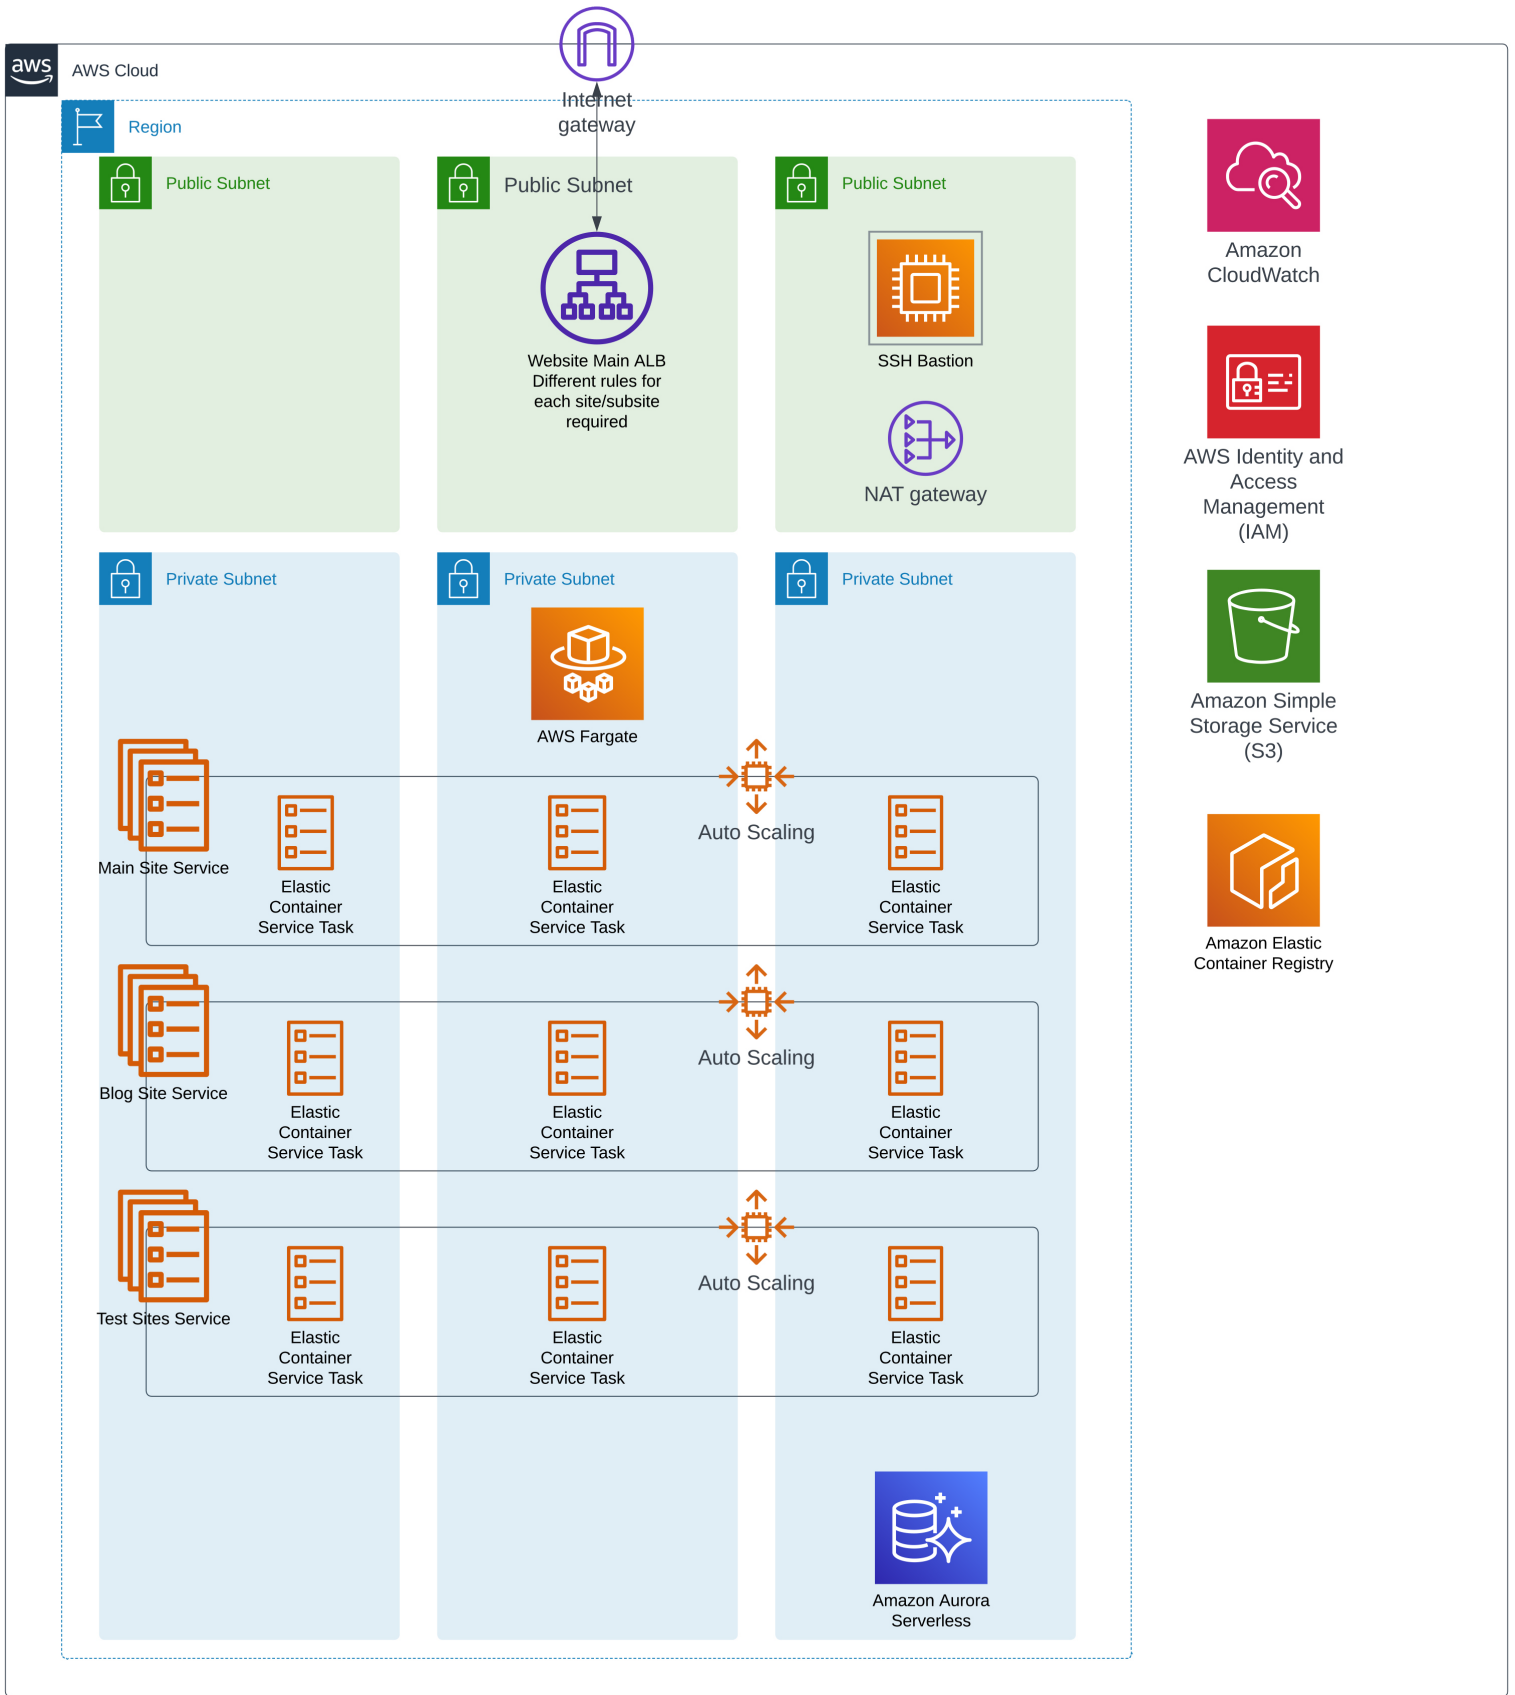 aws
AWS Cloud
Internet
gateway
Region
Public Subnet
Public Subnet
Public Subnet
Website Main ALB
Different rules for
each site/subsite
required
SSH Bastion
NAT gateway
Private Subnet
Private Subnet
Private Subnet
AWS Fargate
Main Site Service
Auto Scaling
Elastic
Container
Service Task
Elastic
Container
Service Task
Elastic
Container
Service Task
Blog Site Service
Auto Scaling
Elastic
Container
Service Task
Elastic
Container
Service Task
Elastic
Container
Service Task
Test Sites Service
Auto Scaling
Elastic
Container
Service Task
Elastic
Container
Service Task
Elastic
Container
Service Task
Amazon Aurora
Serverless
Amazon
CloudWatch
AWS Identity and
Access
Management
(IAM)
Amazon Simple
Storage Service
(S3)
Amazon Elastic
Container Registry